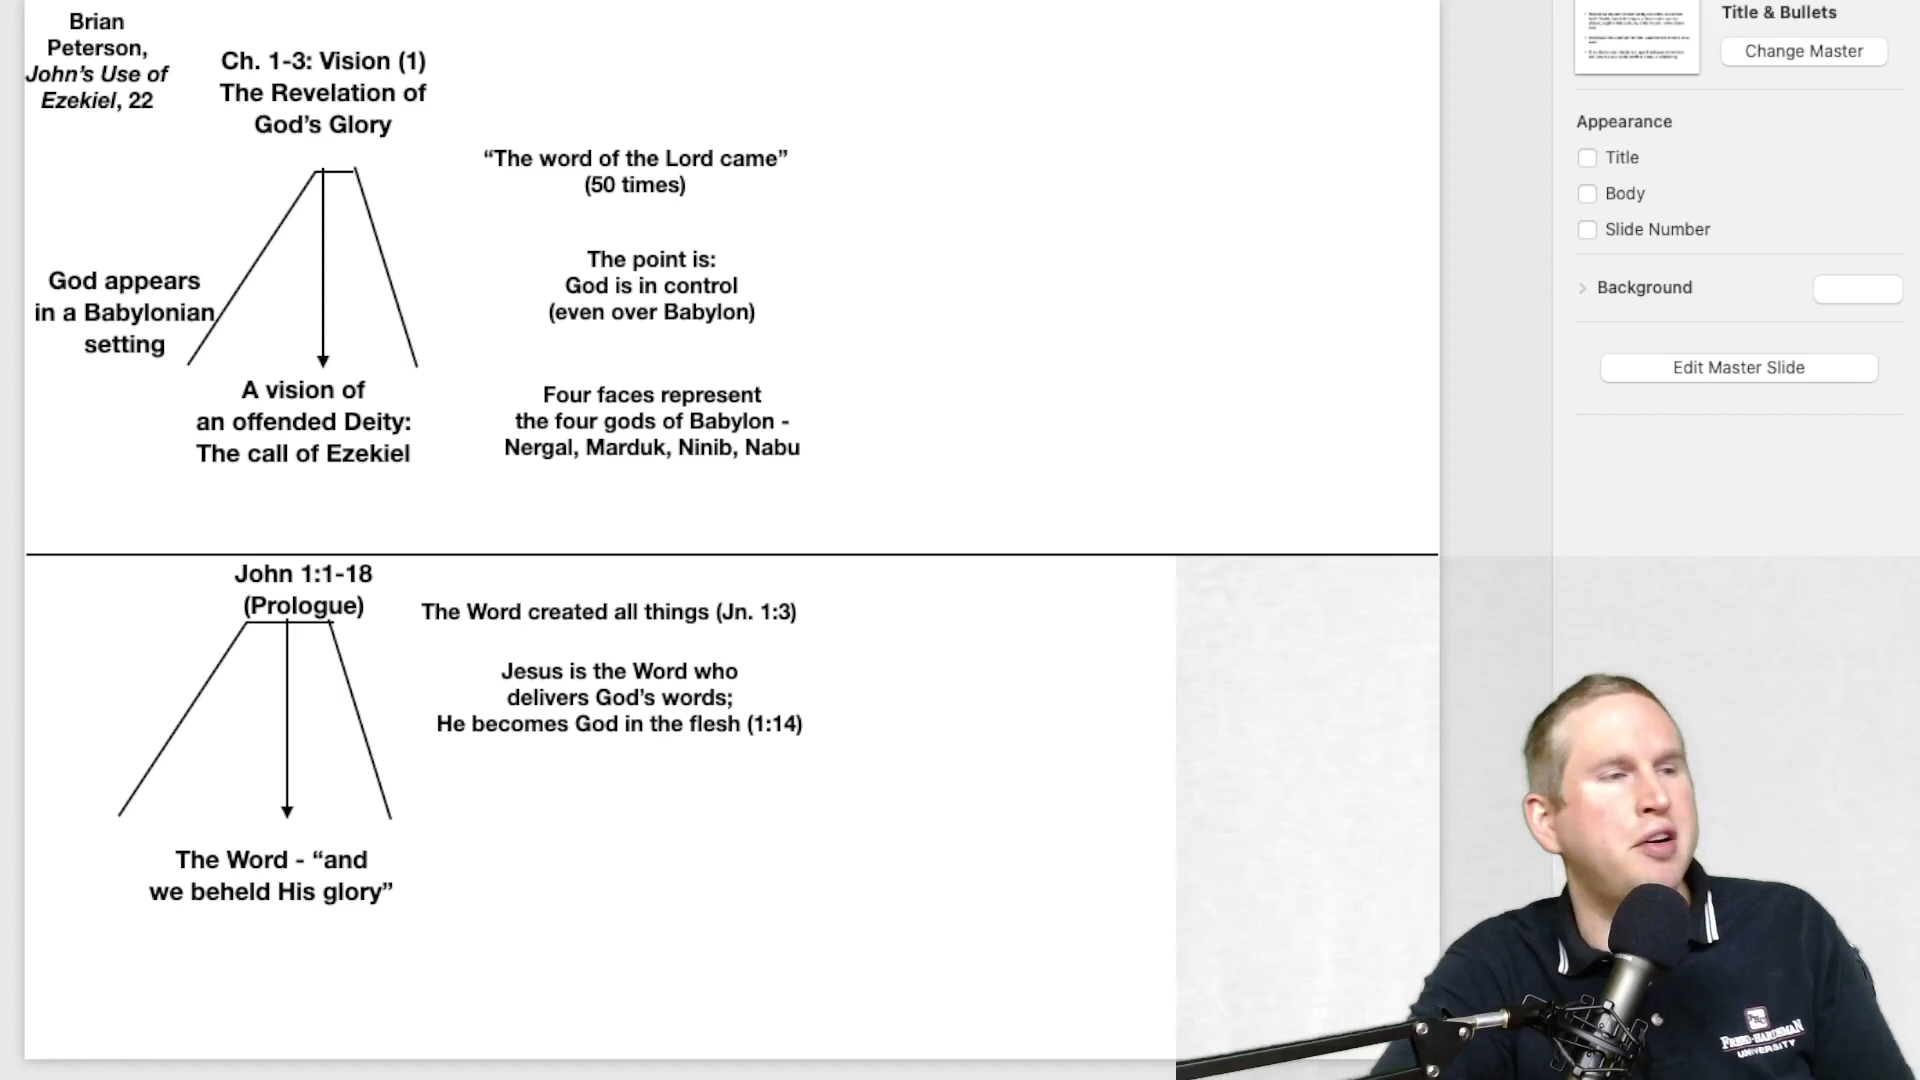 Brian
Peterson,
John's Use of
Ezekiel, 22
Ch. 1-3: Vision (1)
The Revelation of
God's Glory
“The word of the Lord came”
(50 times)
God appears
in a Babylonian
setting
The point is:
God is in control
(even over Babylon)
A vision of
an offended Deity:
The call of Ezekiel
Four faces represent
the four gods of Babylon -
Nergal, Marduk, Ninib, Nabu
John 1:1-18
(Prologue)
The Word created all things (Jn. 1:3)
Jesus is the Word who
delivers God's words;
He becomes God in the flesh (1:14)
The Word - “and
we beheld His glory”
Title & Bullets
Change Master
Appearance
Title
Body
Slide Number
Background
Edit Master Slide
FREED-HARDEMAN
UNIVERSITY